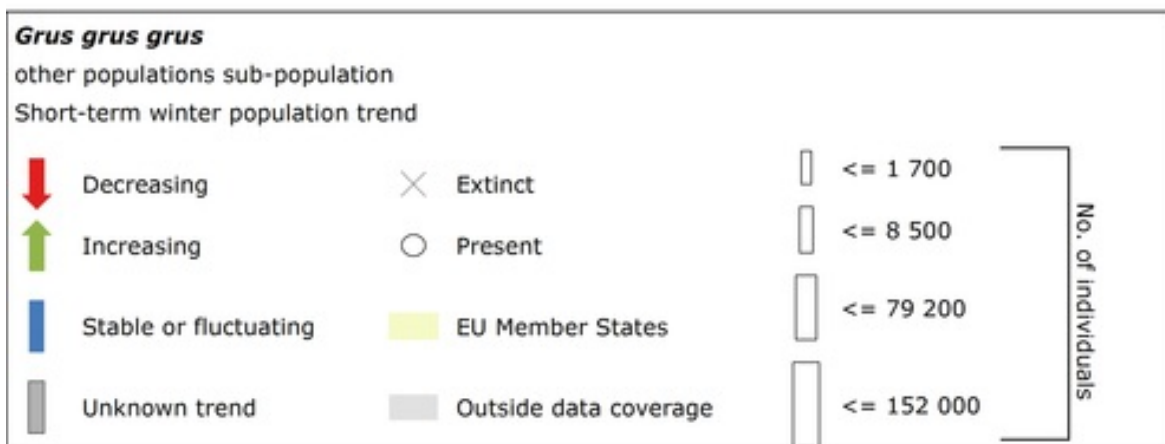 Grus grus grus
other populations sub-population
Short-term winter population trend
Decreasing
Increasing
Stable or fluctuating
Unknown trend
Extinct
Present
EU Member States
Outside data coverage
<= 1 700
<= 8 500
<= 79 200
<= 152 000
No. of individuals